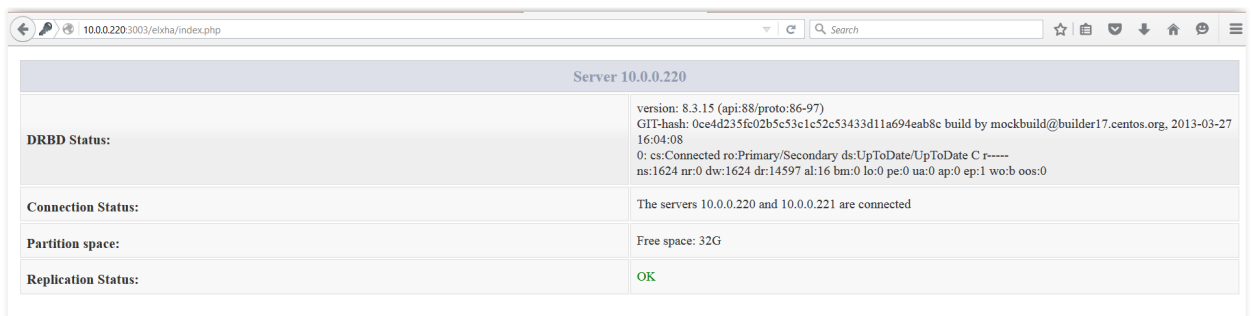 10.0.0.220:3003/elxha/index.php
Search
Server 10.0.0.220
DRBD Status:
version: 8.3.15 (api:88/proto:86-97)
GIT-hash: 0ce4d235fc02b5c53c1c52c53433d11a694eab8c build by mockbuild@builder17.centos.org, 2013-03-27
16:04:08
0: cs:Connected ro:Primary/Secondary ds:UpToDate/UpToDate C r-----
ns:1624 nr:0 dw:1624 dr:14597 al:16 bm:0 lo:0 pe:0 ua:0 ap:0 ep:1 wo:b oos:0
Connection Status:
The servers 10.0.0.220 and 10.0.0.221 are connected
Partition space:
Free space: 32G
Replication Status:
OK